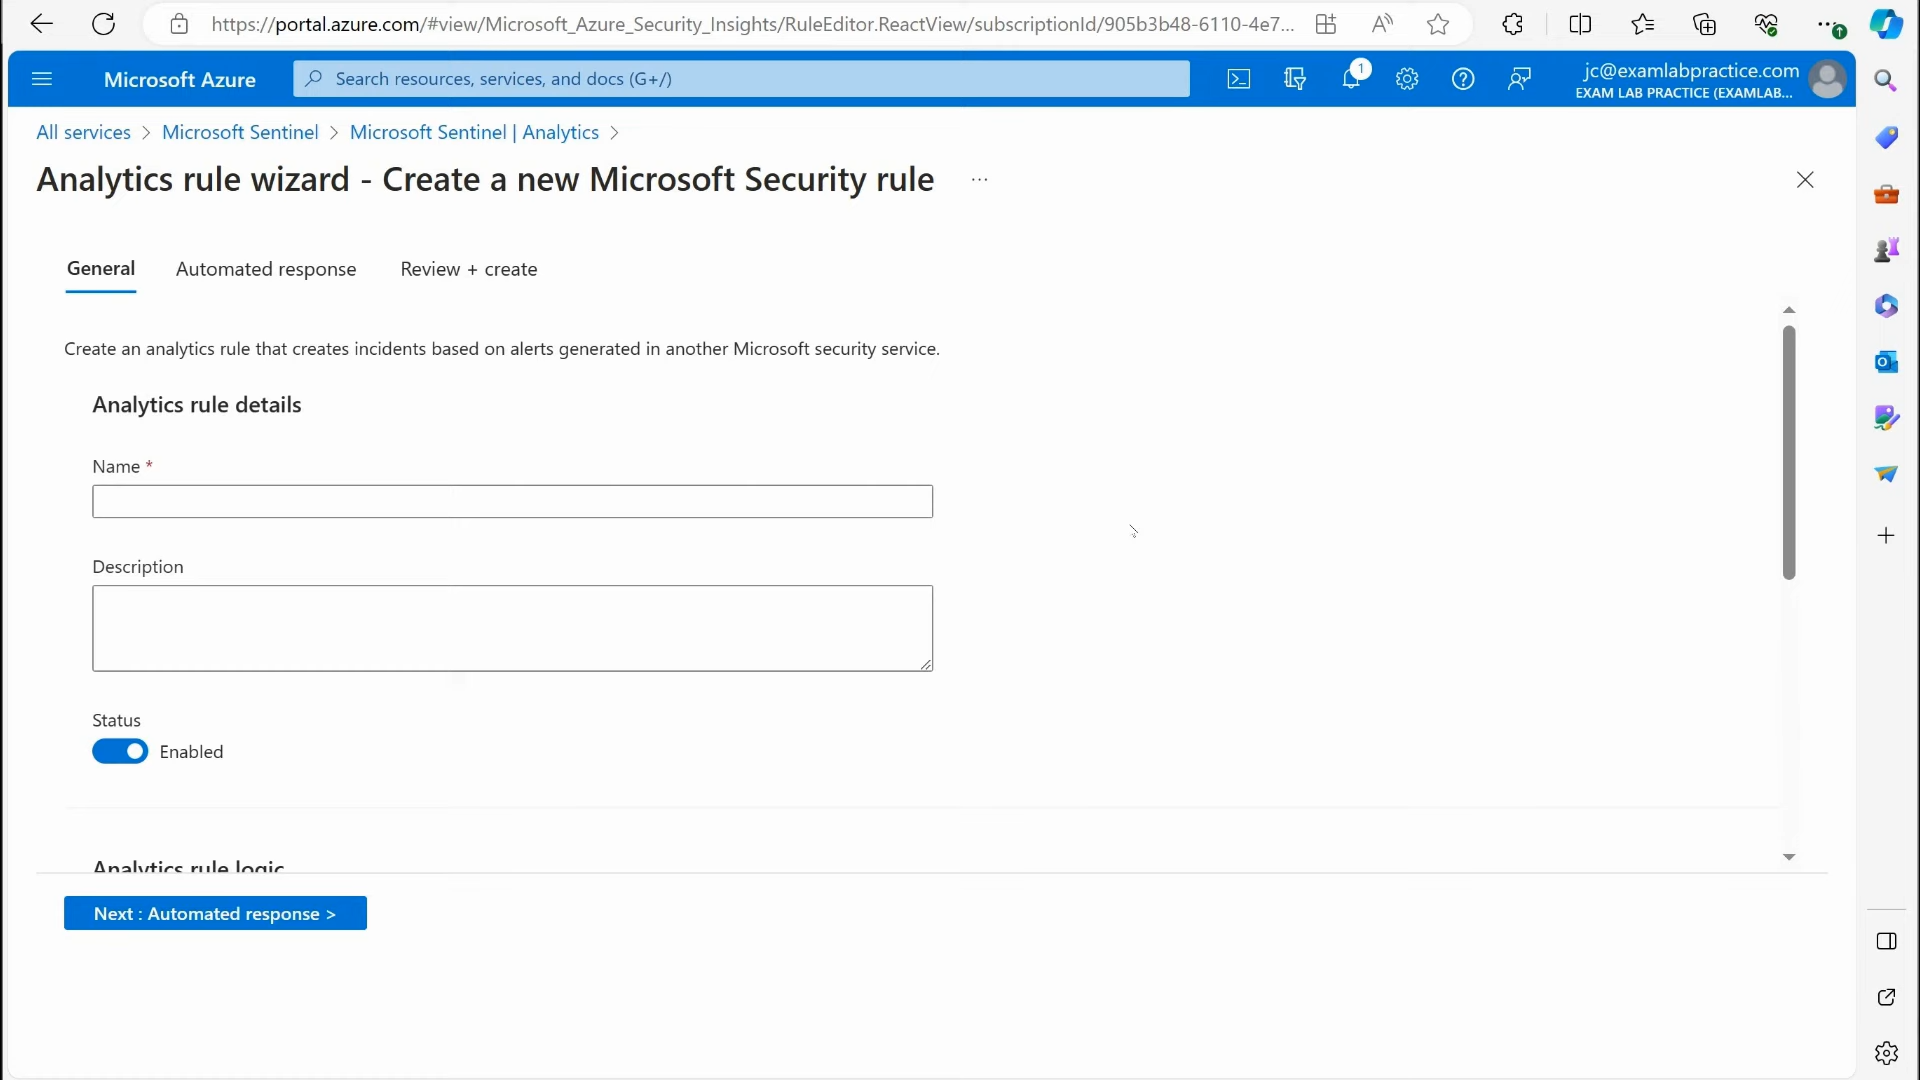 https://portal.azure.com/#view/Microsoft_Azure_Security_Insights/RuleEditor.ReactView/subscriptionId/905b3b48-6110-4e7...
Microsoft Azure
Search resources, services, and docs (G+/)
1
jc@examlabpractice.com
EXAM LAB PRACTICE (EXAMLAB...
All services > Microsoft Sentinel > Microsoft Sentinel | Analytics >
Analytics rule wizard - Create a new Microsoft Security rule ...
General Automated response Review + create
Create an analytics rule that creates incidents based on alerts generated in another Microsoft security service.
Analytics rule details
Name *
Description
Status
Enabled
Analytics rule logic
Next : Automated response >